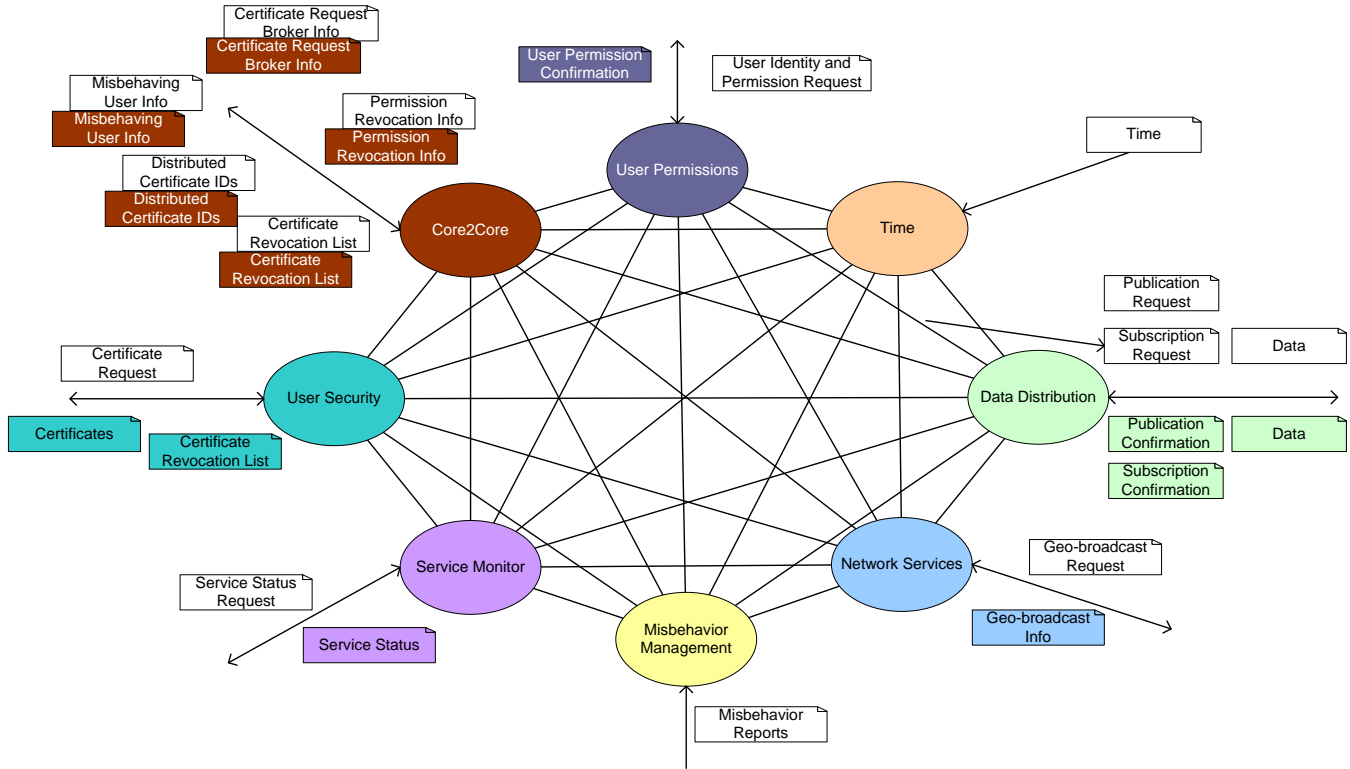 Certificate Request
Broker Info
Certificate Request
Broker Info
User Permission
Confirmation
User Identity and
Permission Request
Misbehaving
User Info
Misbehaving
User Info
Permission
Revocation Info
Permission
Revocation Info
Time
Distributed
Certificate IDs
Distributed
Certificate IDs
User Permissions
Certificate
Revocation List
Certificate
Revocation List
Core2Core
Time
Publication
Request
Subscription
Request
Data
Certificate
Request
User Security
Data Distribution
Certificates
Certificate
Revocation List
Publication
Confirmation
Data
Subscription
Confirmation
Service Monitor
Network Services
Geo-broadcast
Request
Service Status
Request
Service Status
Misbehavior
Management
Geo-broadcast
Info
Misbehavior
Reports